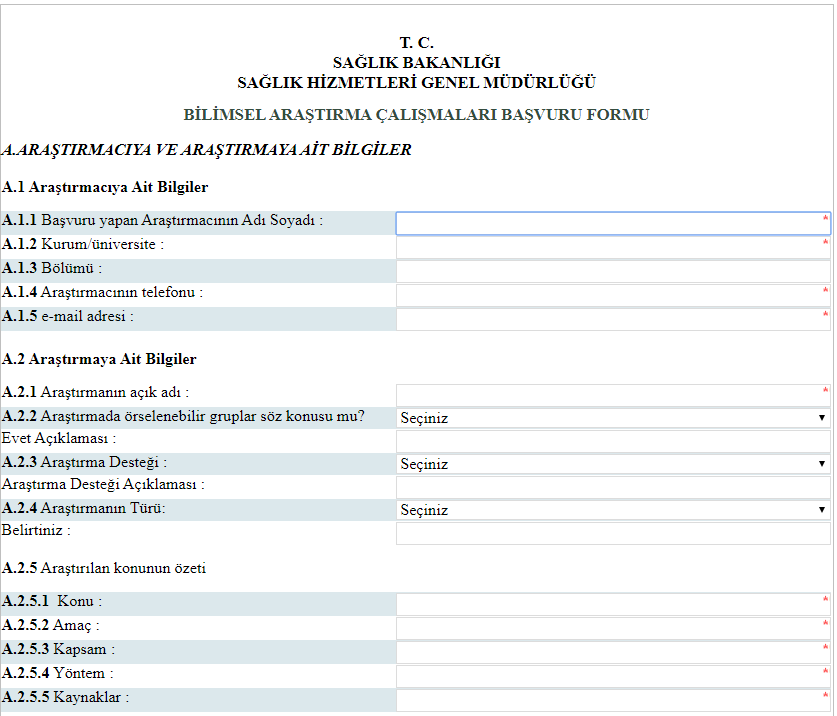 T. C.
SAĞLIK BAKANLIĞI
SAĞLIK HİZMETLERİ GENEL MÜDÜRLÜĞÜ
BİLİMSEL ARAŞTIRMA ÇALIŞMALARI BAŞVURU FORMU
A.ARAŞTIRMACIYA VE ARAŞTIRMAYA AİT BİLGİLER
A.1 Araştırmacıya Ait Bilgiler
A.1.1 Başvuru yapan Araştırmacının Adı Soyadı : *
A.1.2 Kurum/üniversite : *
A.1.3 Bölümü :
A.1.4 Araştırmacının telefonu : *
A.1.5 e-mail adresi : *
A.2 Araştırmaya Ait Bilgiler
A.2.1 Araştırmanın açık adı : *
A.2.2 Araştırmada örselenebilir gruplar söz konusu mu? Seçiniz
Evet Açıklaması :
A.2.3 Araştırma Desteği : Seçiniz
Araştırma Desteği Açıklaması :
A.2.4 Araştırmanın Türü: Seçiniz
Belirtiniz :
A.2.5 Araştırılan konunun özeti
A.2.5.1 Konu : *
A.2.5.2 Amaç : *
A.2.5.3 Kapsam : *
A.2.5.4 Yöntem : *
A.2.5.5 Kaynaklar : *